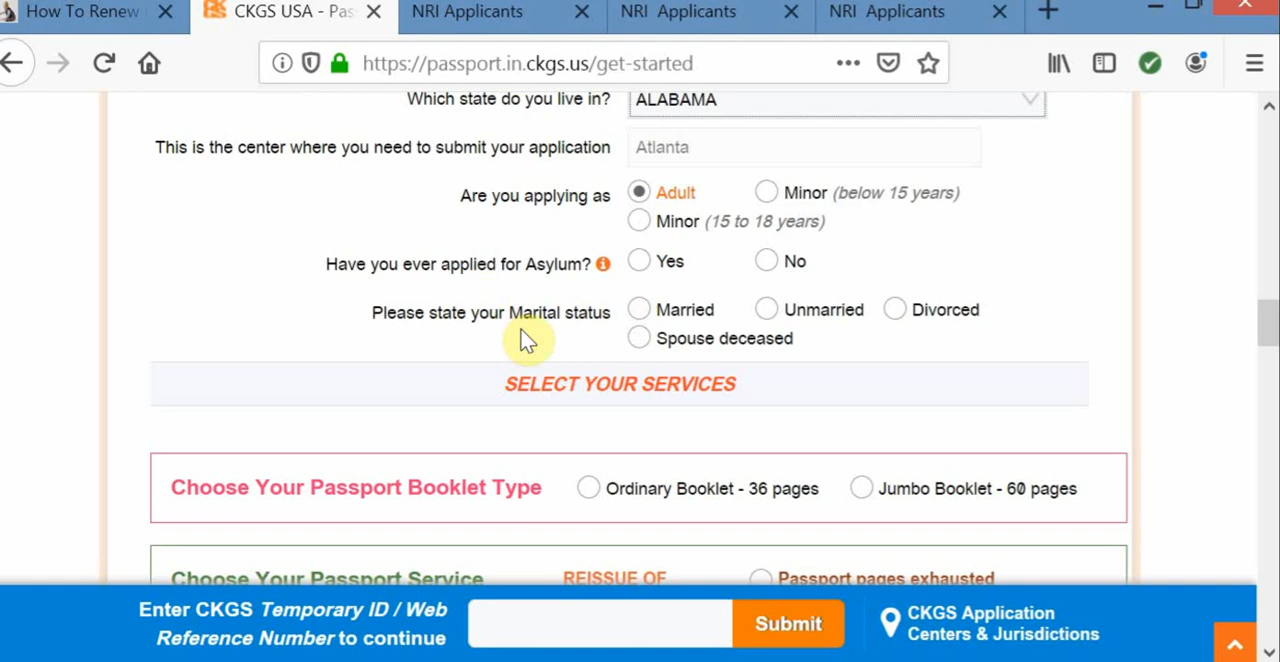 How To Renew
CKGS USA - Pas
NRI Applicants
NRI Applicants
NRI Applicants
https://passport.in.ckgs.us/get-started
Which state do you live in? ALABAMA
This is the center where you need to submit your application Atlanta
Are you applying as Adult Minor (below 15 years)
Minor (15 to 18 years)
Have you ever applied for Asylum? Yes No
Please state your Marital status Married Unmarried Divorced
Spouse deceased
SELECT YOUR SERVICES
Choose Your Passport Booklet Type Ordinary Booklet - 36 pages Jumbo Booklet - 60 pages
Choose Your Passport Service REISSUE OF Passport pages exhausted
Enter CKGS Temporary ID / Web
Reference Number to continue
Submit
CKGS Application
Centers & Jurisdictions